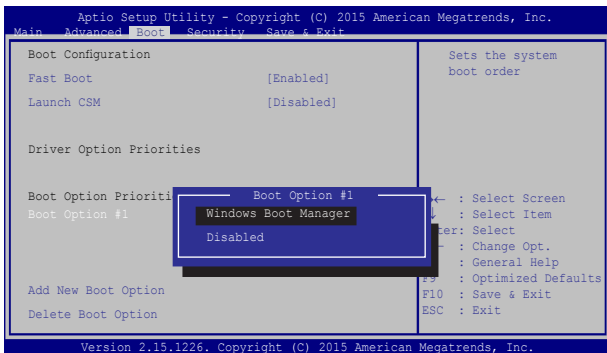 Aptio Setup Utility - Copyright (C) 2015 American Megatrends, Inc.
Main Advanced Boot Security Save & Exit
Boot Configuration
Fast Boot [Enabled]
Launch CSM [Disabled]
Driver Option Priorities
Boot Option Prioriti
Boot Option #1
Add New Boot Option
Delete Boot Option
Boot Option #1
Windows Boot Manager
Disabled
Sets the system
boot order
← : Select Screen
: Select Item
er: Select
: Change Opt.
: General Help
F9 : Optimized Defaults
F10 : Save & Exit
ESC : Exit
Version 2.15.1226. Copyright (C) 2015 American Megatrends, Inc.